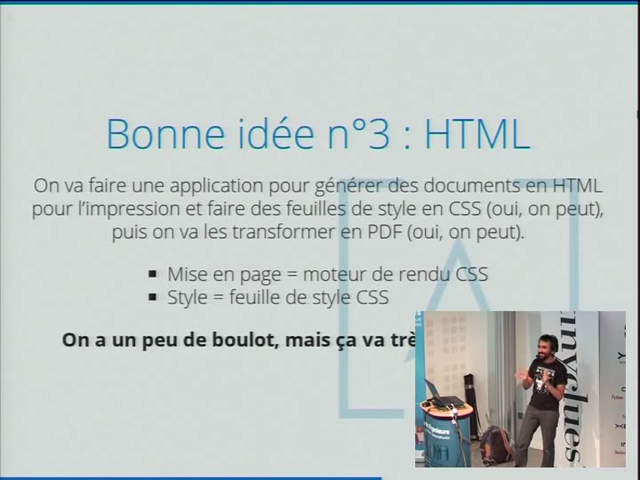 Bonne idée n°3 : HTML
On va faire une application pour générer des documents en HTML
pour l'impression et faire des feuilles de style en CSS (oui, on peut),
puis on va les transformer en PDF (oui, on peut).
▪ Mise en page = moteur de rendu CSS
▪ Style = feuille de style CSS
On a un peu de boulot, mais ça va trè
nyclues